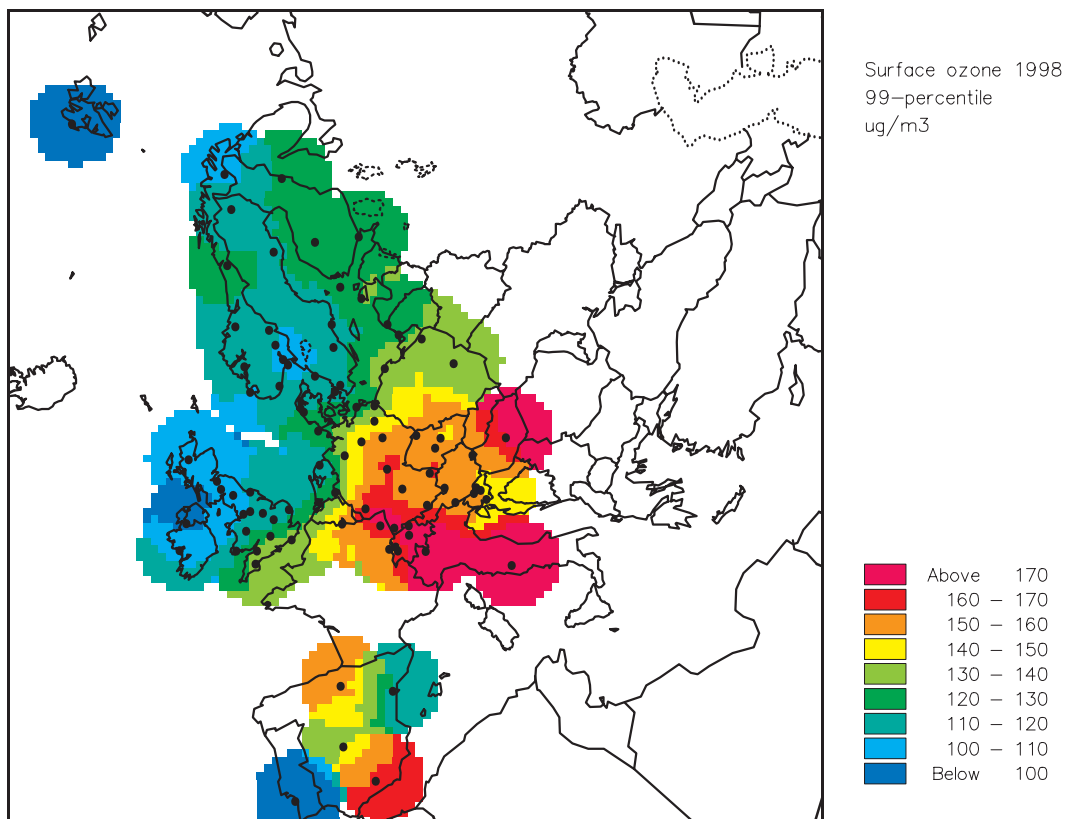 Surface ozone 1998
99-percentile
ug/m3
Above 170
160 - 170
150 - 160
140 - 150
130 - 140
120 - 130
110 - 120
100 - 110
Below 100